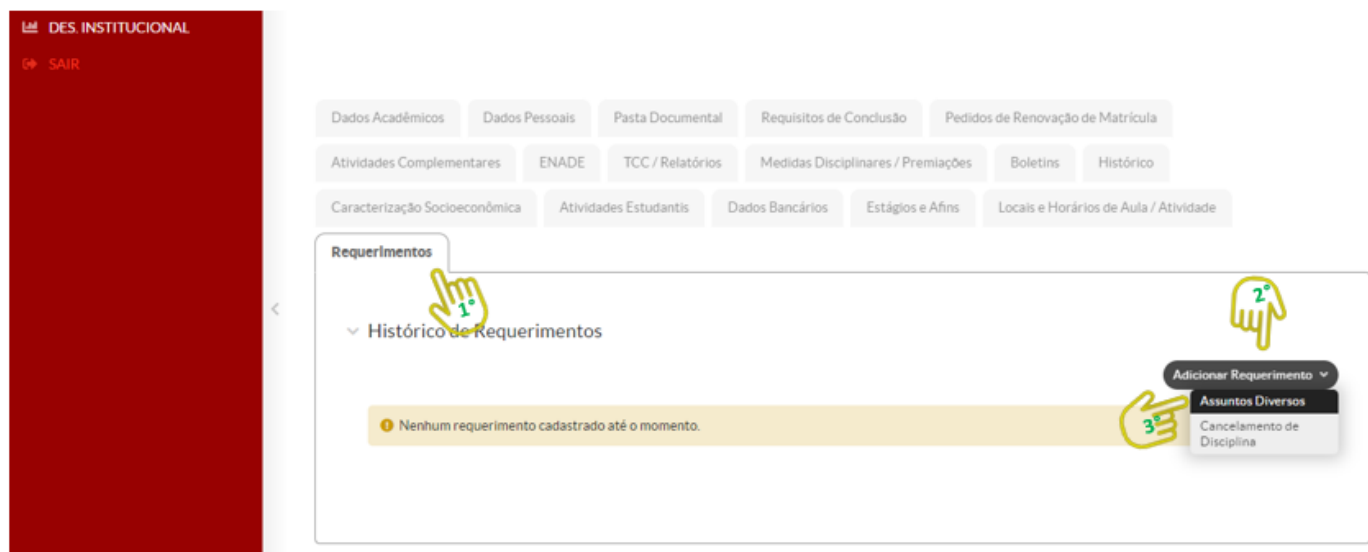 DES. INSTITUCIONAL
SAIR
Dados Acadêmicos Dados Pessoais Pasta Documental Requisitos de Conclusão Pedidos de Renovação de Matrícula
Atividades Complementares ENADE TCC / Relatórios Medidas Disciplinares / Premiações Boletins Histórico
Caracterização Socioeconômica Atividades Estudantis Dados Bancários Estágios e Afins Locais e Horários de Aula / Atividade
Requerimentos
1°
2°
Histórico de Requerimentos
Adicionar Requerimento
Assuntos Diversos
3°
Nenhum requerimento cadastrado até o momento.
Cancelamento de
Disciplina